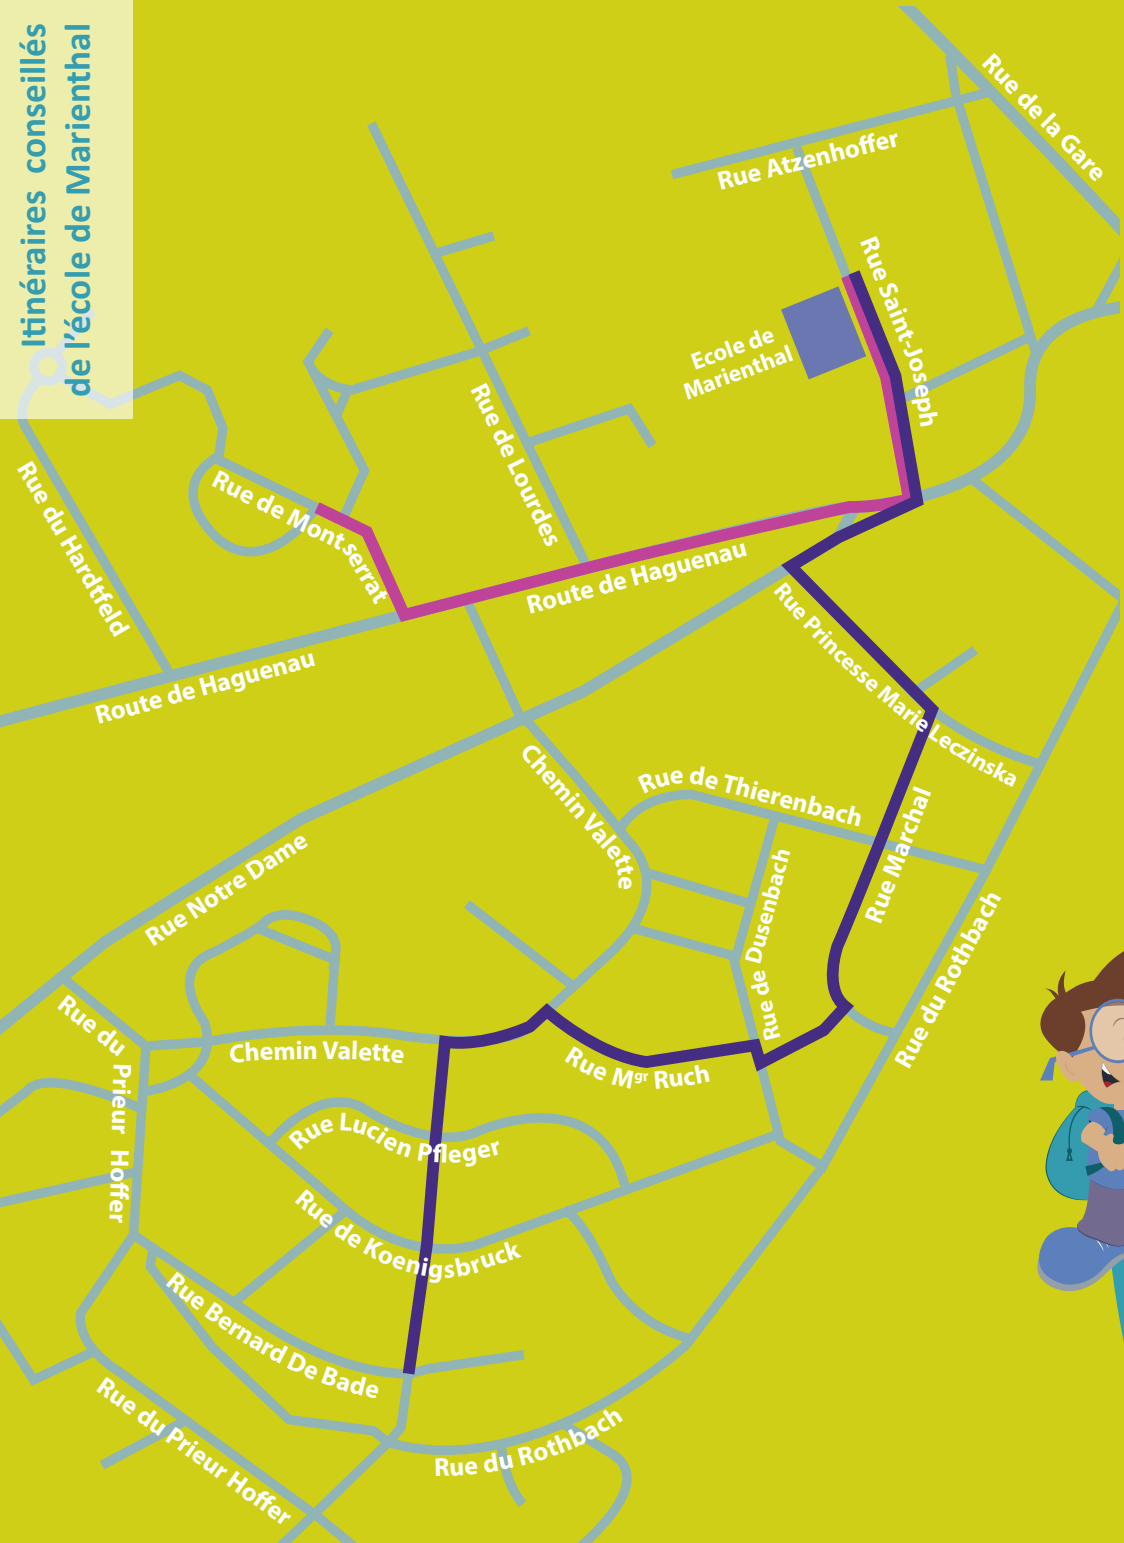 Itinéraires conseillés
de l'école de Marienthal
Rue de la Gare
Rue Atzenhoffer
Rue Saint-Joseph
Ecole de
Marienthal
Rue de Lourdes
Rue du Hardtfeld
Rue de Montserrat
Route de Haguenau
Route de Haguenau
Rue Princesse Marie Leczinska
Chemin Valette
Rue de Thierenbach
Rue Marchal
Rue de Dusenbach
Rue Notre Dame
Rue du Rothbach
Rue du Prieur Hoffer
Chemin Valette
Rue Mgr Ruch
Rue Lucien Pfleger
Rue de Koenigsbruck
Rue Bernard De Bade
Rue du Prieur Hoffer
Rue du Rothbach